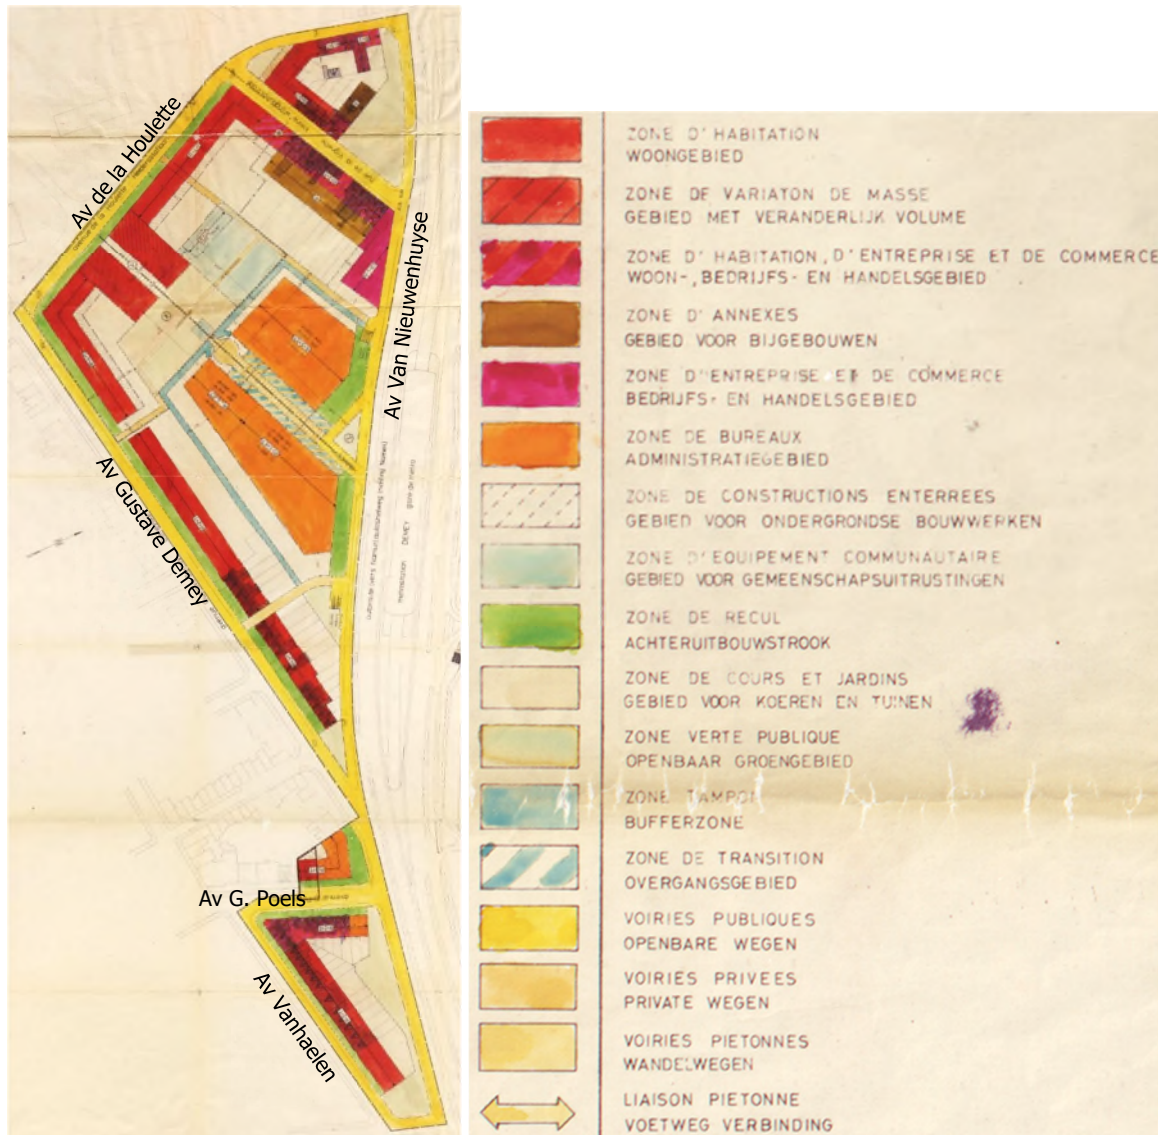 Av de la Houlette
Av Van Nieuwenhuyse
Av Gustave Demey
Av G. Poels
Av Vanhaelen
ZONE D'HABITATION
WOONGEBIED
ZONE DE VARIATON DE MASSE
GEBIED MET VERANDERLIJK VOLUME
ZONE D'HABITATION, D'ENTREPRISE ET DE COMMERCE
WOON-, BEDRIJFS- EN HANDELSGEBIED
ZONE D'ANNEXES
GEBIED VOOR BIJGEBOUWEN
ZONE D'ENTREPRISE ET DE COMMERCE
BEDRIJFS- EN HANDELSGEBIED
ZONE DE BUREAUX
ADMINISTRATIEGEBIED
ZONE DE CONSTRUCTIONS ENTERREES
GEBIED VOOR ONDERGRONDSE BOUWWERKEN
ZONE D'EQUIPEMENT COMMUNAUTAIRE
GEBIED VOOR GEMEENSCHAPSUITRUSTINGEN
ZONE DE RECUL
ACHTERUITBOUWSTROOK
ZONE DE COURS ET JARDINS
GEBIED VOOR KOEREN EN TUINEN
ZONE VERTE PUBLIQUE
OPENBAAR GROENGEBIED
ZONE TAMPON
BUFFERZONE
ZONE DE TRANSITION
OVERGANGSGEBIED
VOIRIES PUBLIQUES
OPENBARE WEGEN
VOIRIES PRIVEES
PRIVATE WEGEN
VOIRIES PIETONNES
WANDELWEGEN
LIAISON PIETONNE
VOETWEG VERBINDING